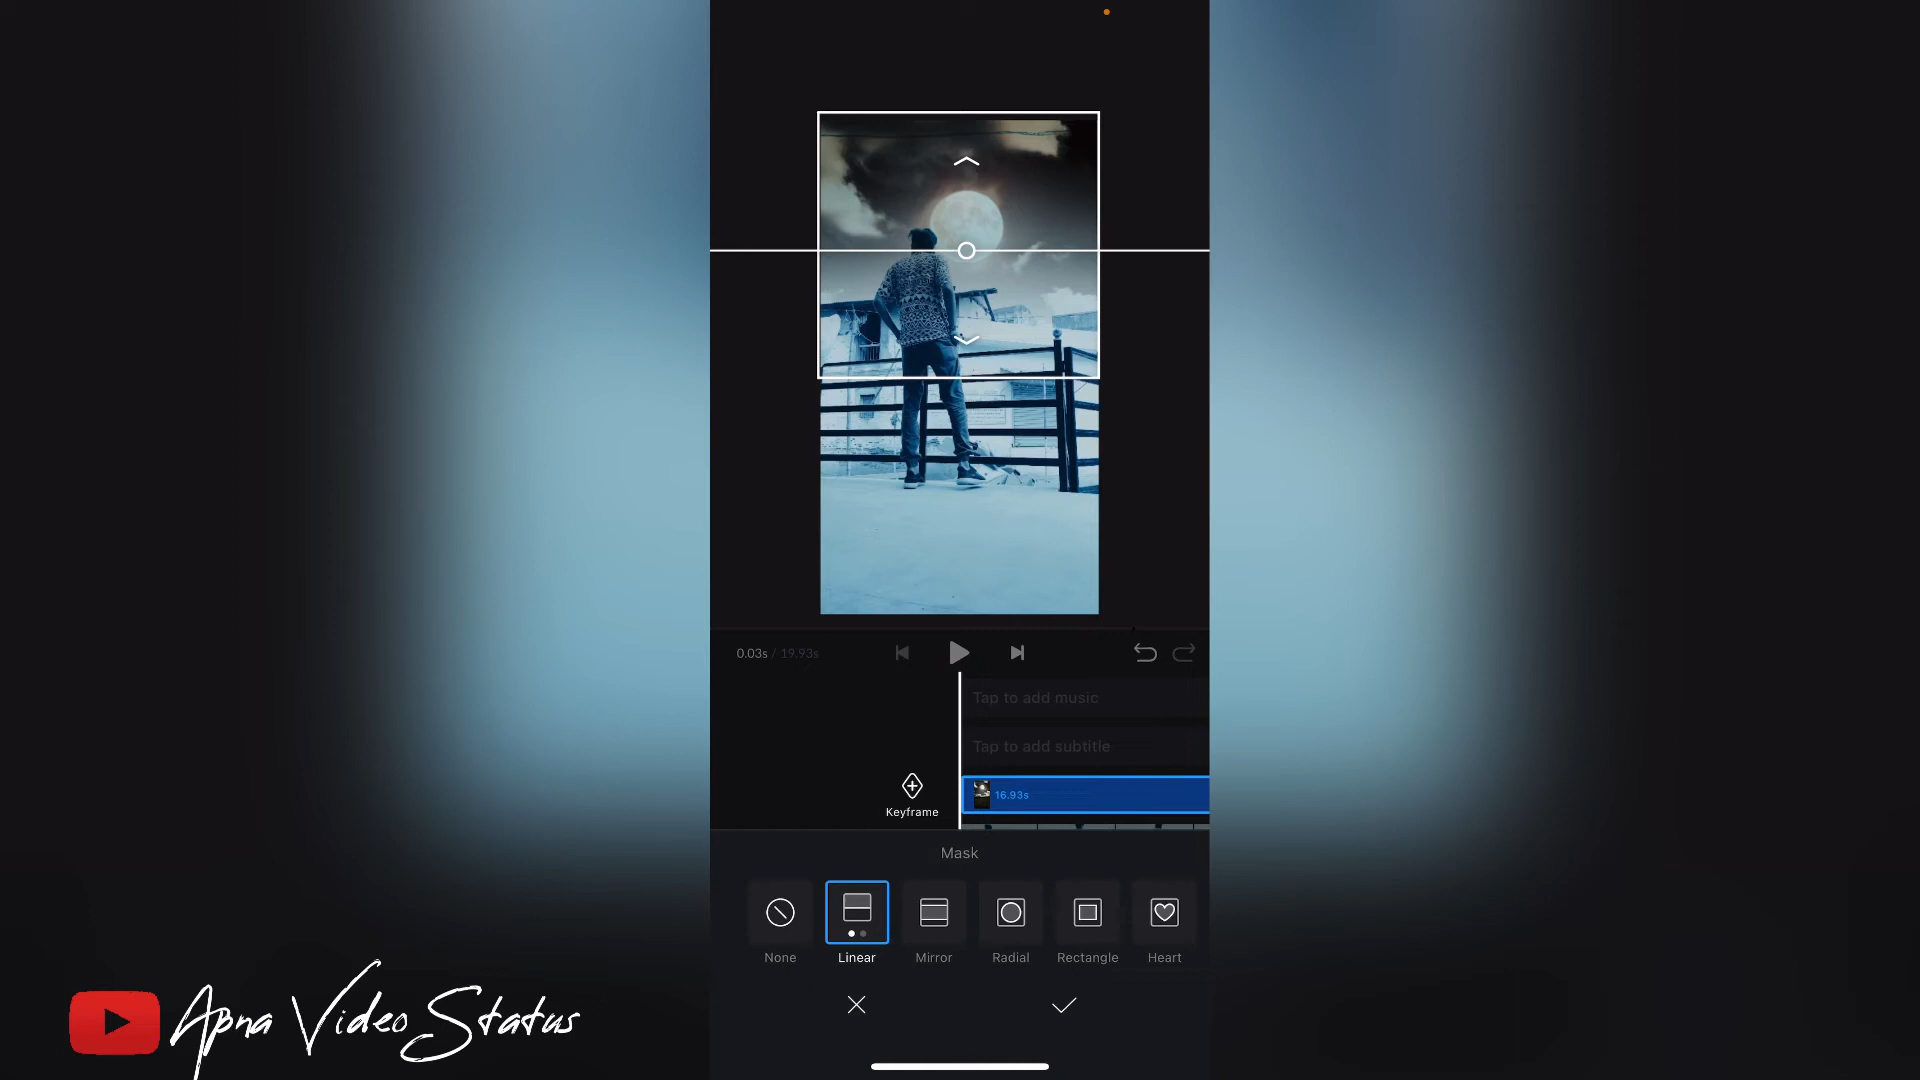 0.03s / 19.93s
Tap to add music
Tap to add subtitle
Keyframe
16.93s
Mask
None
Linear
Mirror
Radial
Rectangle
Heart
Apna Video Status